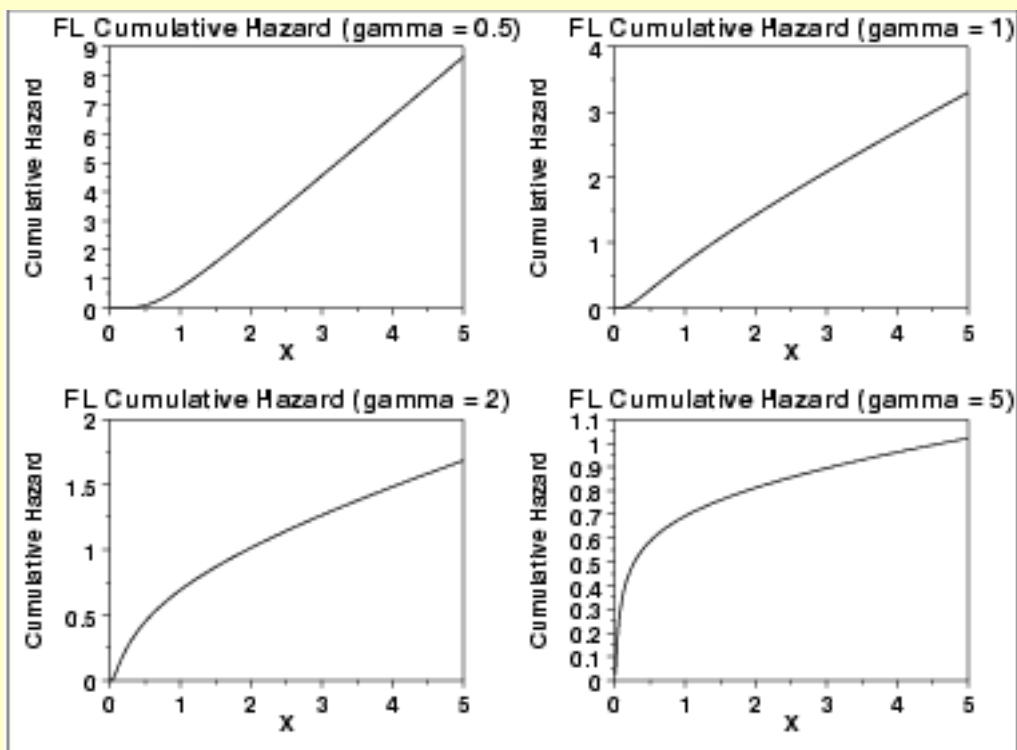 FL Cumulative Hazard (gamma = 0.5)
Cumulative Hazard
9
8
7
6
5
4
3
2
1
0
0 1 2 3 4 5
X
FL Cumulative Hazard (gamma = 1)
Cumulative Hazard
4
3
2
1
0
0 1 2 3 4 5
X
FL Cumulative Hazard (gamma = 2)
Cumulative Hazard
2
1.5
1
0.5
0
0 1 2 3 4 5
X
FL Cumulative Hazard (gamma = 5)
Cumulative Hazard
1.1
1
0.9
0.8
0.7
0.6
0.5
0.4
0.3
0.2
0.1
0
0 1 2 3 4 5
X